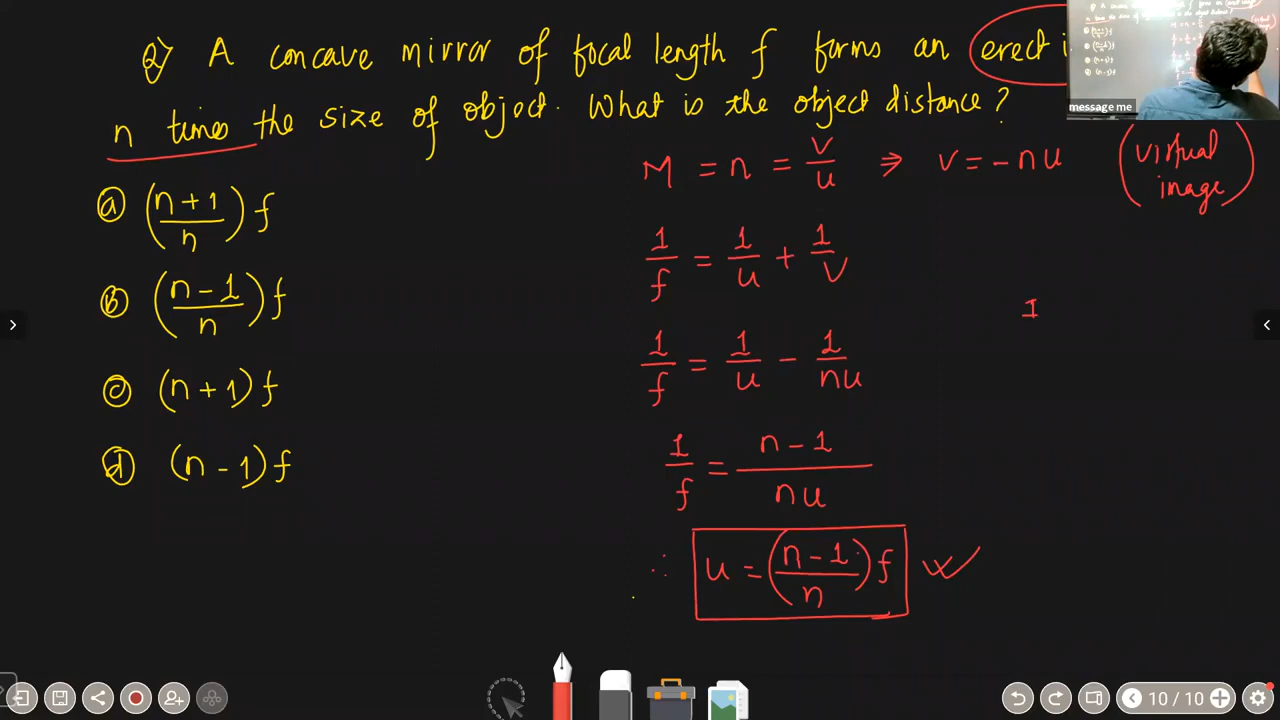 Q) A concave mirror of focal length f forms an erect
n times the size of object. What is the object distance?
ⓐ ((n + 1)/n) f
ⓑ ((n - 1)/n) f
ⓒ (n + 1) f
ⓓ (n - 1) f
M = n = v/u ⇒ v = - nu (virtual image)
1/f = 1/u + 1/v
1/f = 1/u - 1/nu
1/f = (n - 1)/nu
∴ u = ((n - 1)/n) f
I
message me
10 / 10